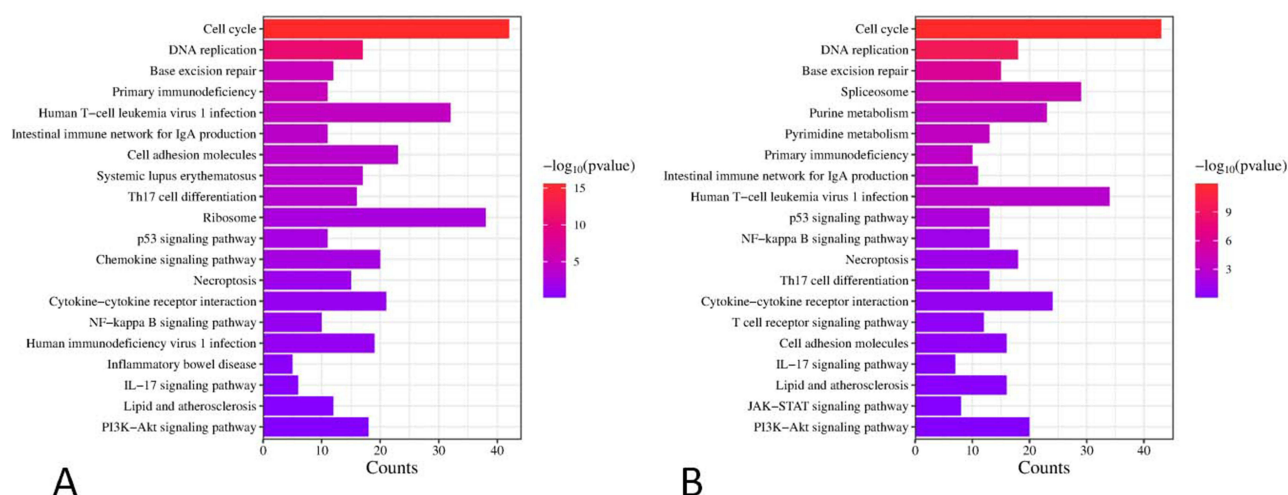 Cell cycle
DNA replication
Base excision repair
Primary immunodeficiency
Human T−cell leukemia virus 1 infection
Intestinal immune network for IgA production
Cell adhesion molecules
Systemic lupus erythematosus
Th17 cell differentiation
Ribosome
p53 signaling pathway
Chemokine signaling pathway
Necroptosis
Cytokine−cytokine receptor interaction
NF−kappa B signaling pathway
Human immunodeficiency virus 1 infection
Inflammatory bowel disease
IL−17 signaling pathway
Lipid and atherosclerosis
PI3K−Akt signaling pathway
0 10 20 30 40
Counts
−log10(pvalue)
15
10
5
A
Cell cycle
DNA replication
Base excision repair
Spliceosome
Purine metabolism
Pyrimidine metabolism
Primary immunodeficiency
Intestinal immune network for IgA production
Human T−cell leukemia virus 1 infection
p53 signaling pathway
NF−kappa B signaling pathway
Necroptosis
Th17 cell differentiation
Cytokine−cytokine receptor interaction
T cell receptor signaling pathway
Cell adhesion molecules
IL−17 signaling pathway
Lipid and atherosclerosis
JAK−STAT signaling pathway
PI3K−Akt signaling pathway
0 10 20 30 40
Counts
−log10(pvalue)
9
6
3
B